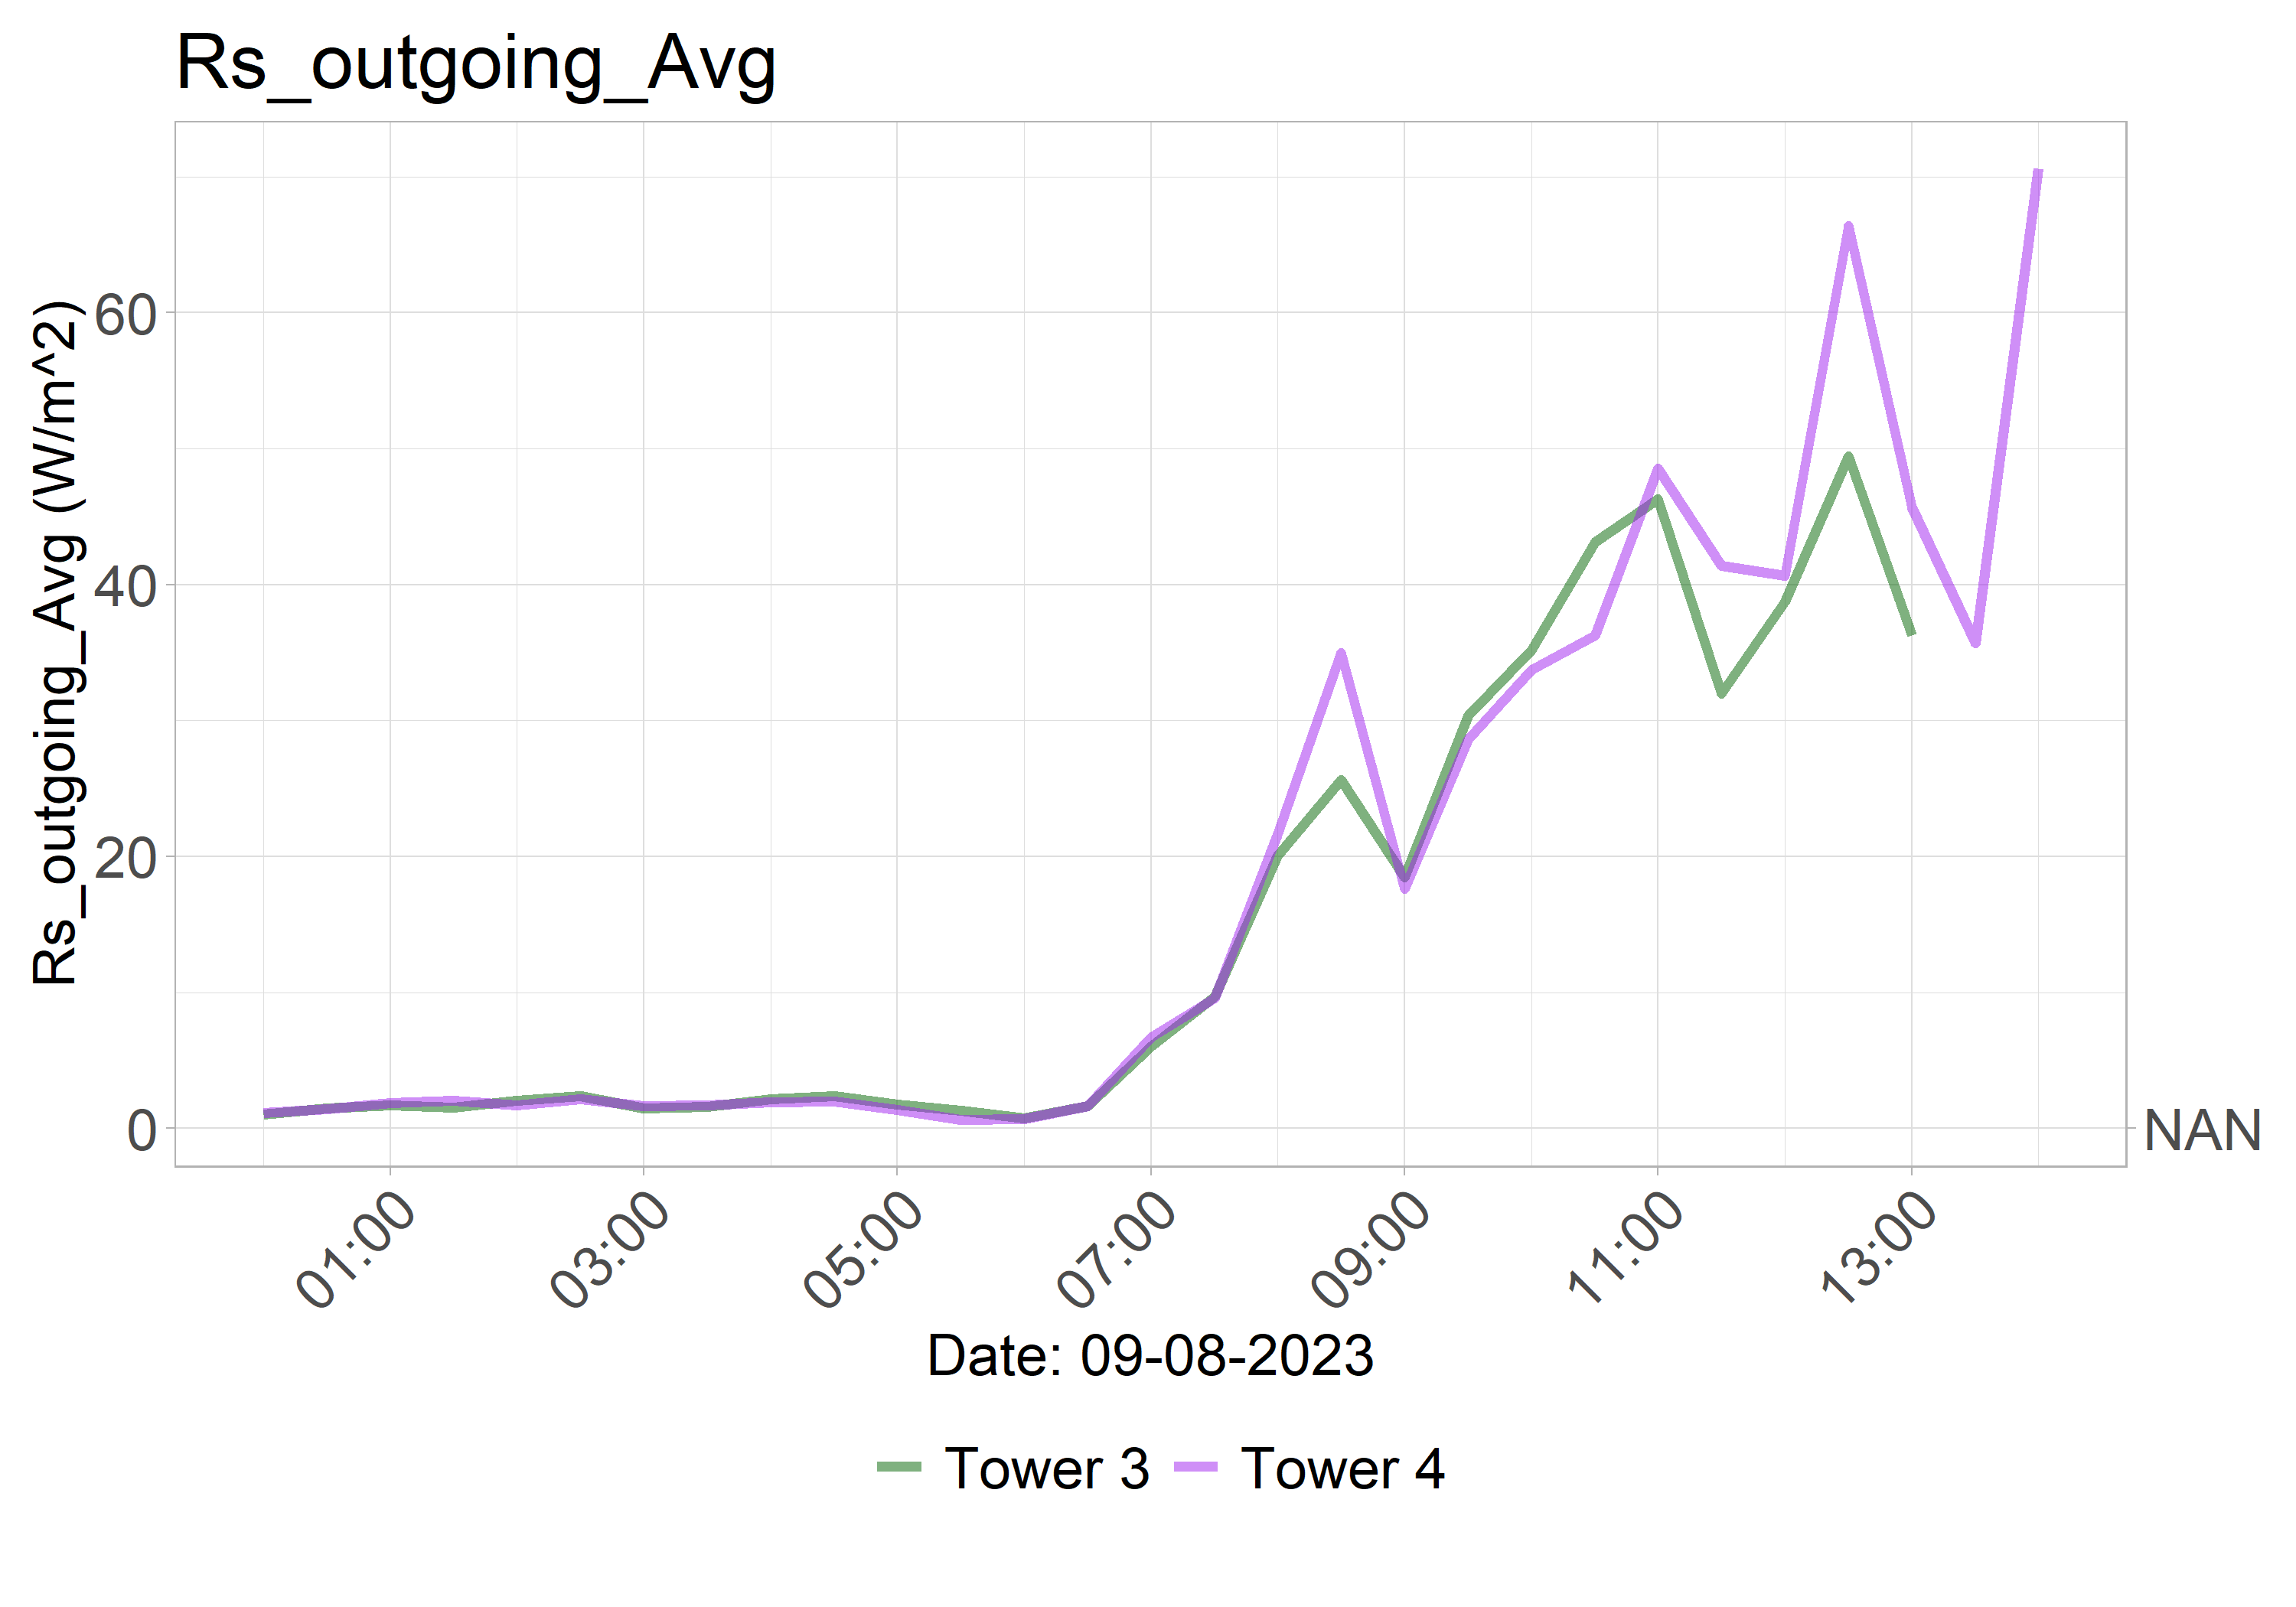 Rs_outgoing_Avg
Rs_outgoing_Avg (W/m^2)
60
40
20
0
NAN
01:00
03:00
05:00
07:00
09:00
11:00
13:00
Date: 09-08-2023
Tower 3
Tower 4